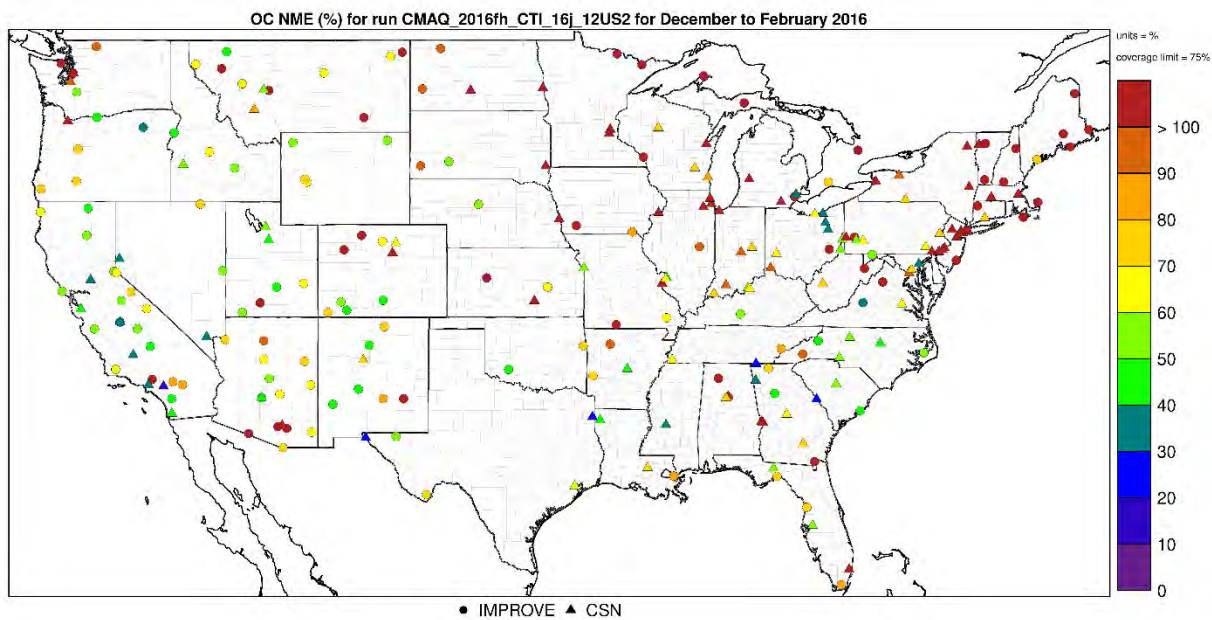 OC NME (%) for run CMAQ_2016fh_CTI_16j_12US2 for December to February 2016
units = %
coverage limit = 75%
> 100
90
80
70
60
50
40
30
20
10
0
● IMPROVE ▲ CSN